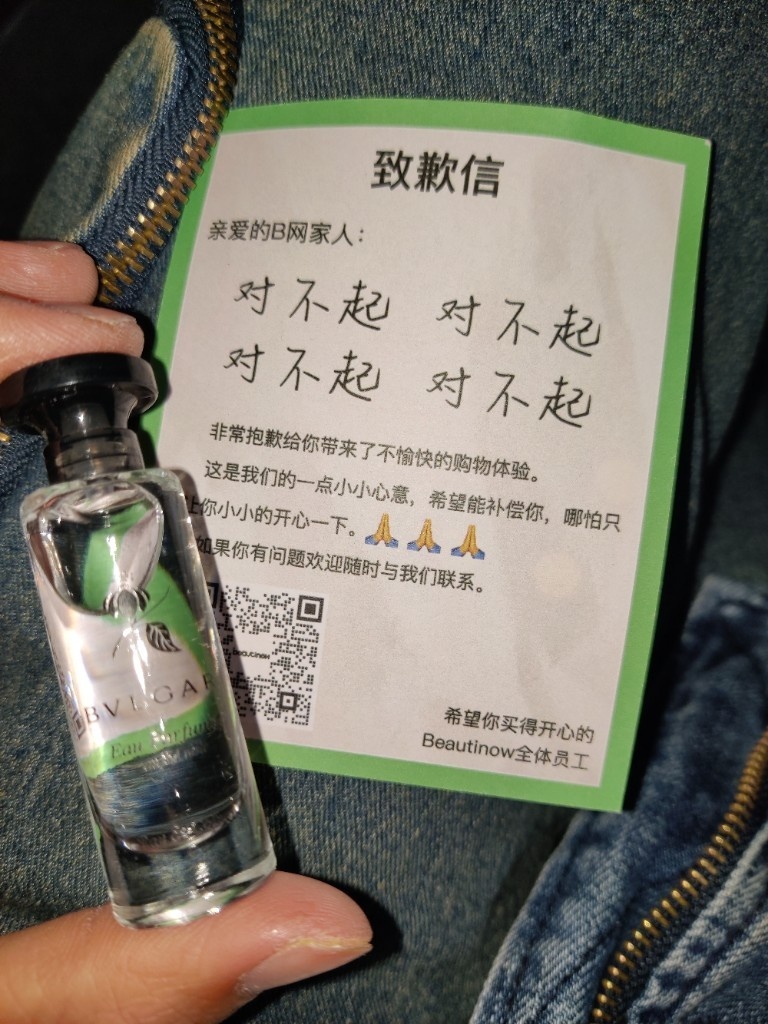 致歉信
亲爱的B网家人：
对不起 对不起
对不起 对不起
非常抱歉给你带来了不愉快的购物体验。
这是我们的一点小小心意，希望能补偿你，哪怕只
让你小小的开心一下。🙏🙏🙏
如果你有问题欢迎随时与我们联系。
beautinow
希望你买得开心的
Beautinow全体员工
BVLGAR
Eau Parfumée